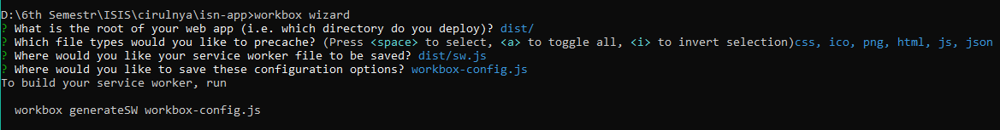 D:\6th Semestr\ISIS\cirulnya\isn-app>workbox wizard
? What is the root of your web app (i.e. which directory do you deploy)? dist/
? Which file types would you like to precache? (Press <space> to select, <a> to toggle all, <i> to invert selection)css, ico, png, html, js, json
? Where would you like your service worker file to be saved? dist/sw.js
? Where would you like to save these configuration options? workbox-config.js
To build your service worker, run
workbox generateSW workbox-config.js